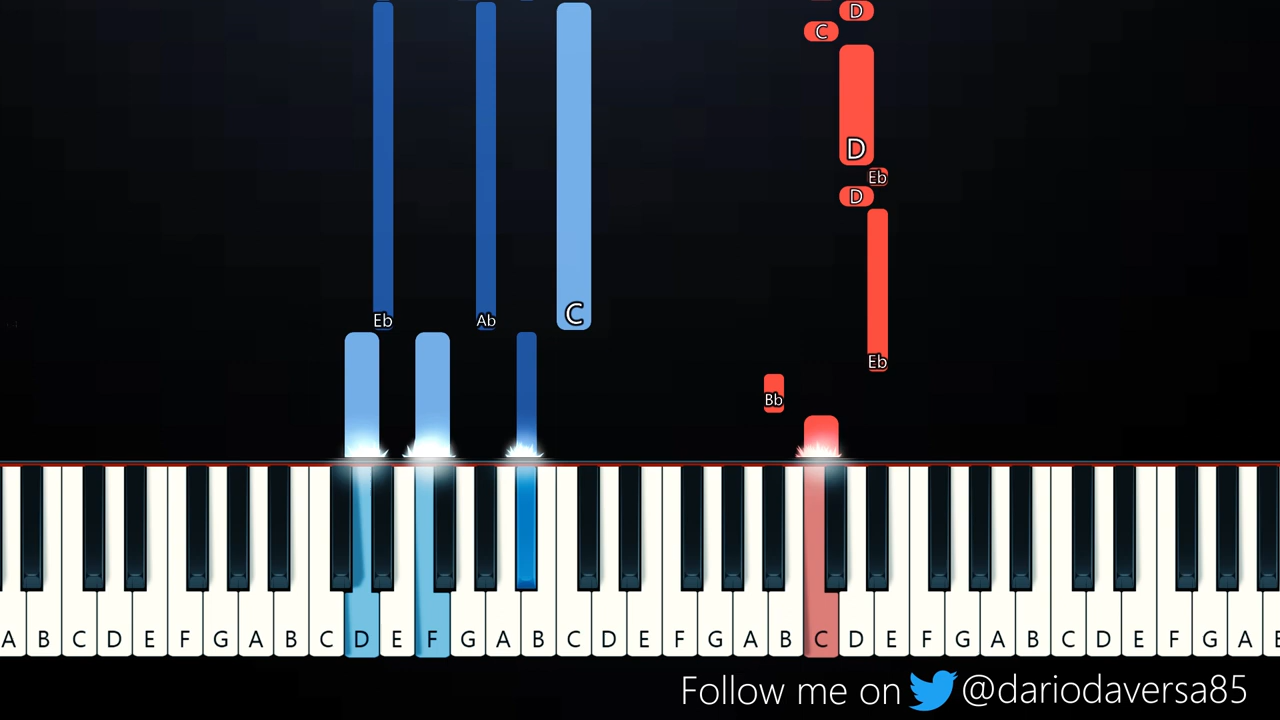 D
C
D
Eb
D
Eb Ab C
Eb
Bb
A B C D E F G A B C D E F G A B C D E F G A B C D E F G A B C D E F G A
Follow me on @dariodaversa85